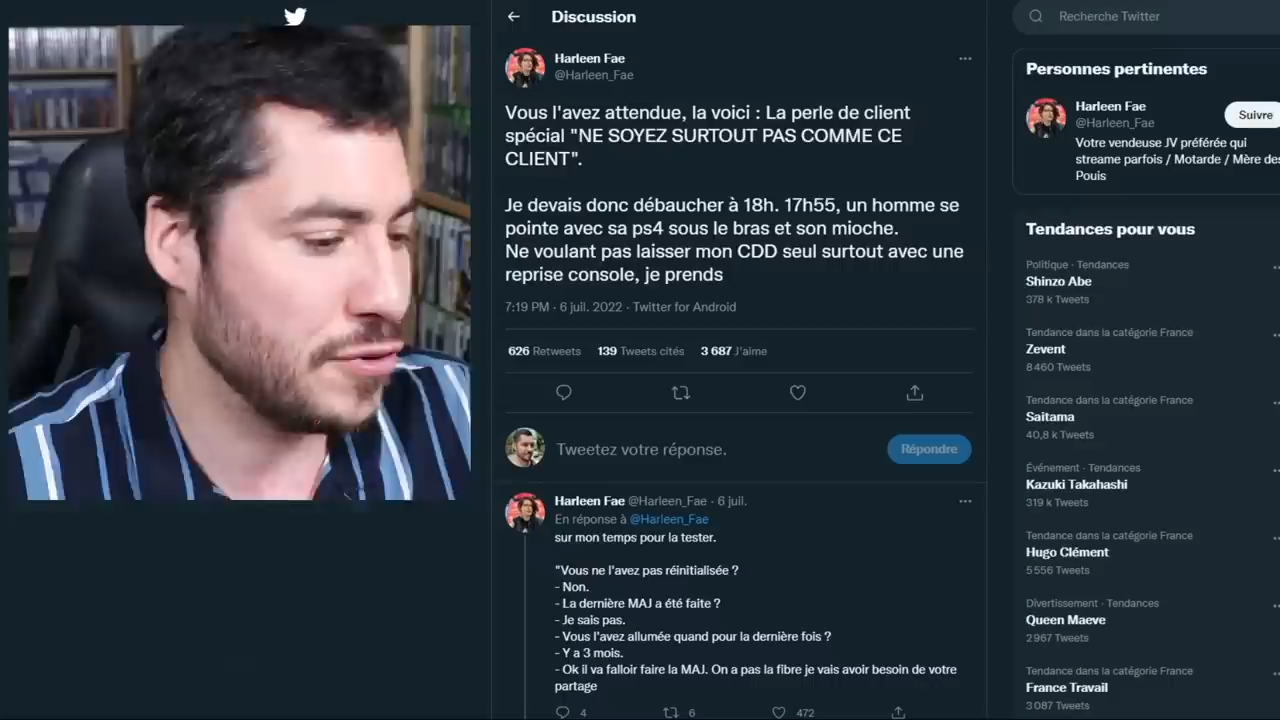 Discussion
Recherche Twitter
Harleen Fae
@Harleen_Fae
Vous l'avez attendue, la voici : La perle de client
spécial "NE SOYEZ SURTOUT PAS COMME CE
CLIENT".
Je devais donc débaucher à 18h. 17h55, un homme se
pointe avec sa ps4 sous le bras et son mioche.
Ne voulant pas laisser mon CDD seul surtout avec une
reprise console, je prends
7:19 PM · 6 juil. 2022 · Twitter for Android
626 Retweets 139 Tweets cités 3 687 J'aime
Tweetez votre réponse.
Répondre
Harleen Fae @Harleen_Fae · 6 juil.
En réponse à @Harleen_Fae
sur mon temps pour la tester.
"Vous ne l'avez pas réinitialisée ?
- Non.
- La dernière MAJ a été faite ?
- Je sais pas.
- Vous l'avez allumée quand pour la dernière fois ?
- Y a 3 mois.
- Ok il va falloir faire la MAJ. On a pas la fibre je vais avoir besoin de votre
partage
4 6 472
Personnes pertinentes
Harleen Fae
@Harleen_Fae
Suivre
Votre vendeuse JV préférée qui
streame parfois / Motarde / Mère des
Pouis
Tendances pour vous
Politique · Tendances
Shinzo Abe
378 k Tweets
Tendance dans la catégorie France
Zevent
8 460 Tweets
Tendance dans la catégorie France
Saitama
40,8 k Tweets
Événement · Tendances
Kazuki Takahashi
319 k Tweets
Tendance dans la catégorie France
Hugo Clément
5 556 Tweets
Divertissement · Tendances
Queen Maeve
2 967 Tweets
Tendance dans la catégorie France
France Travail
3 087 Tweets